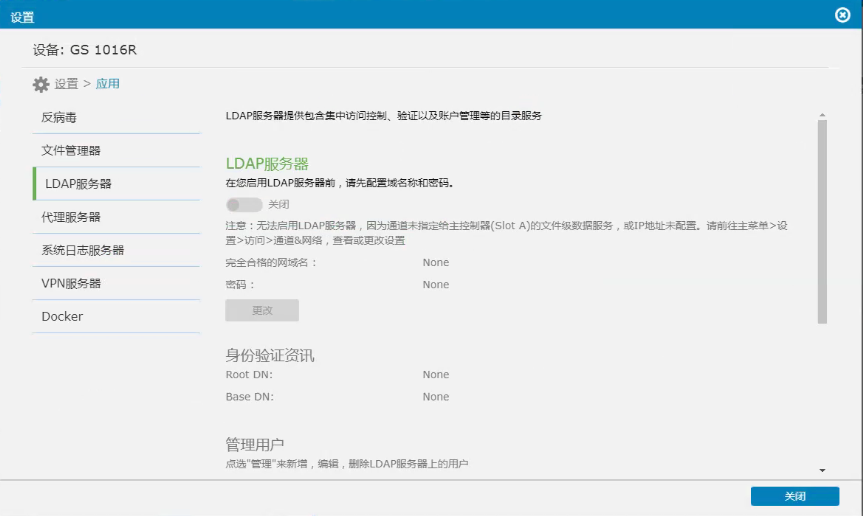 设置
设备: GS 1016R
设置 > 应用
反病毒
文件管理器
LDAP服务器
代理服务器
系统日志服务器
VPN服务器
Docker
LDAP服务器提供包含集中访问控制、验证以及账户管理等的目录服务
LDAP服务器
在您启用LDAP服务器前，请先配置域名称和密码。
关闭
注意：无法启用LDAP服务器，因为通道未指定给主控制器(Slot A)的文件级数据服务，或IP地址未配置。请前往主菜单>设
置>访问>通道&网络，查看或更改设置
完全合格的网域名： None
密码： None
更改
身份验证资讯
Root DN: None
Base DN: None
管理用户
点选"管理"来新增，编辑，删除LDAP服务器上的用户
关闭